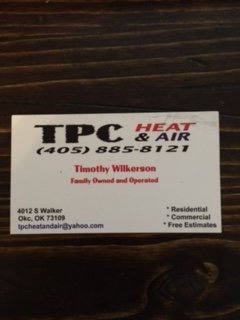 TPC HEAT & AIR
(405) 885-8121
Timothy Wilkerson
Family Owned and Operated
4012 S Walker
Okc, OK 73109
tpcheatandair@yahoo.com
* Residential
* Commercial
* Free Estimates